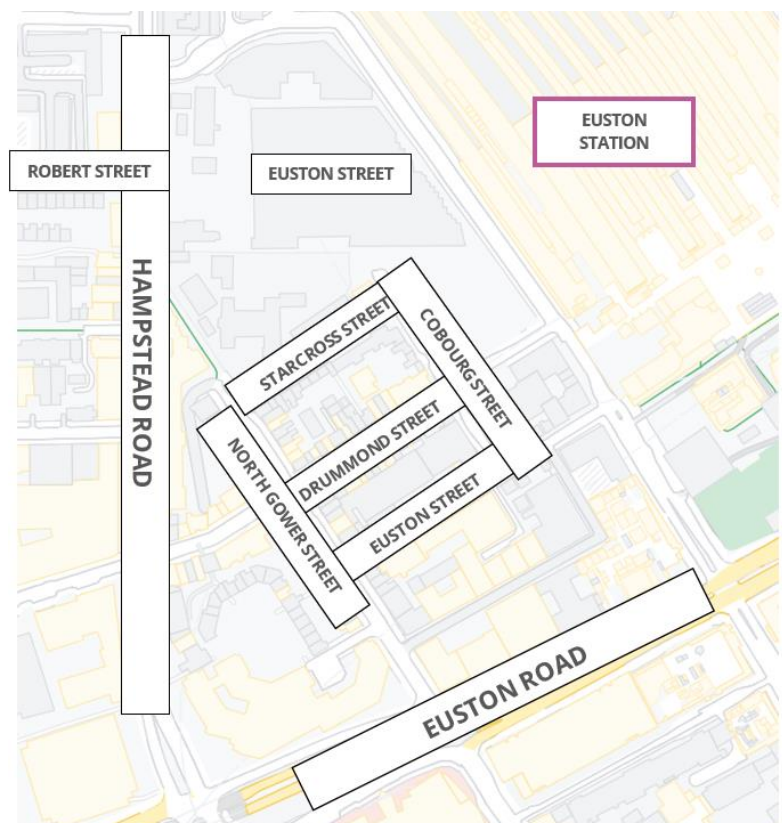 EUSTON
STATION
ROBERT STREET
EUSTON STREET
HAMPSTEAD ROAD
STARCROSS STREET
COBOURG STREET
DRUMMOND STREET
NORTH GOWER STREET
EUSTON STREET
EUSTON ROAD